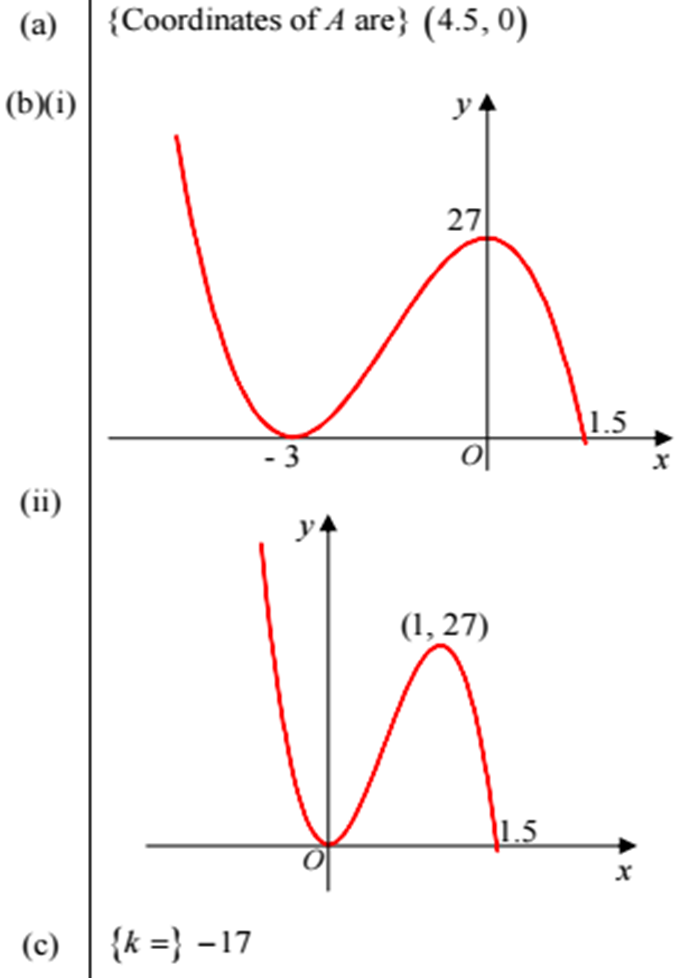 (a) {Coordinates of A are} (4.5, 0)
(b)(i)
y
27
1.5
- 3
O
x
(ii)
y
(1, 27)
1.5
O
x
(c) {k =} −17